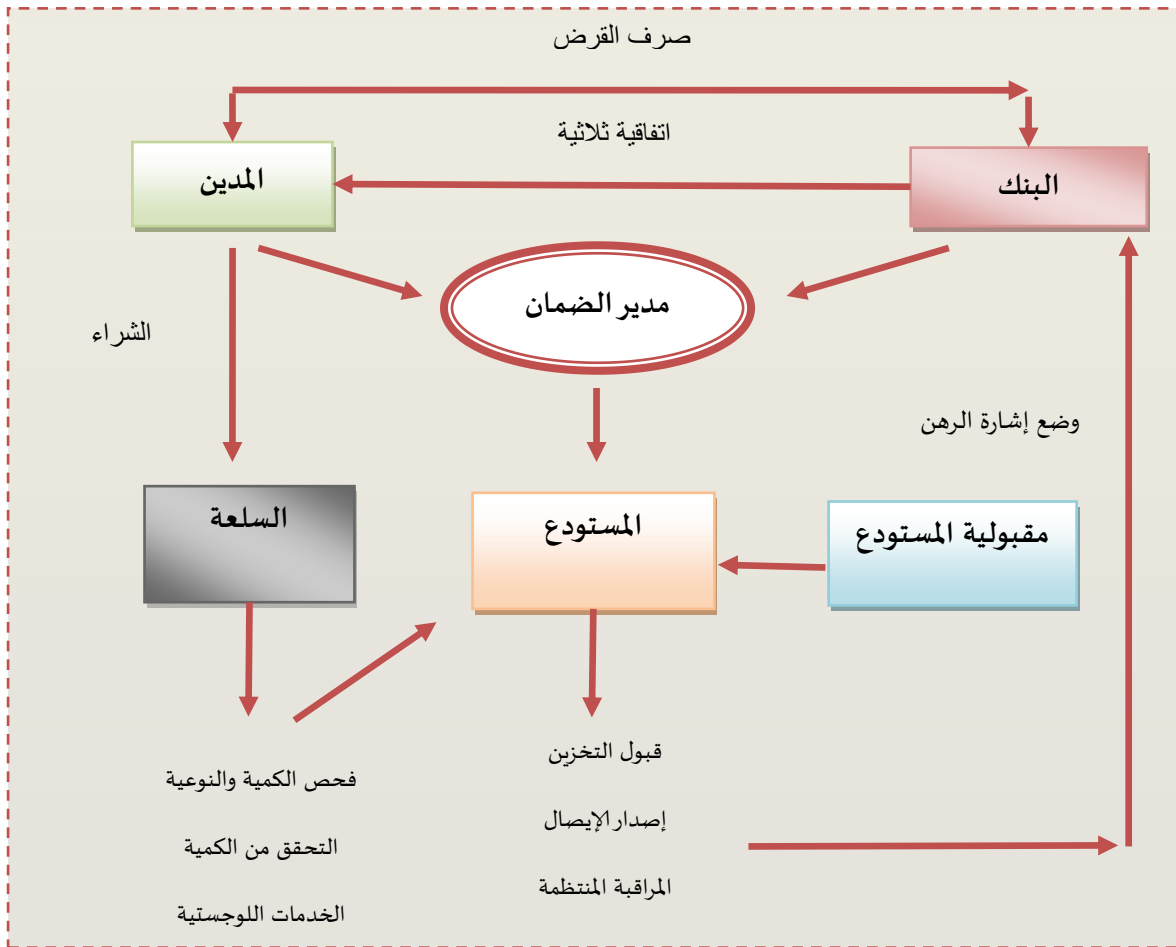 صرف القرض
اتفاقية ثلاثية
البنك
المدين
مدير الضمان
الشراء
وضع إشارة الرهن
مقبولية المستودع
المستودع
السلعة
قبول التخزين
إصدار الإيصال
المراقبة المنتظمة
فحص الكمية والنوعية
التحقق من الكمية
الخدمات اللوجستية